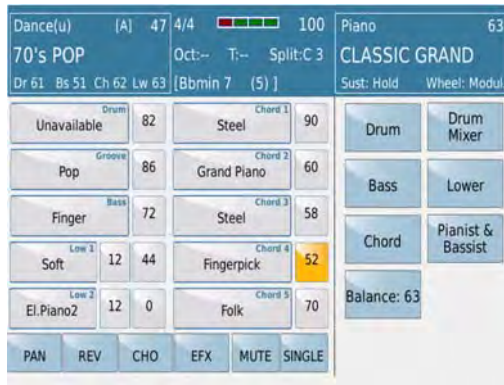 Dance(u) [A] 47 4/4 100 Piano 63
70's POP Oct:-- T:-- Split:C 3 CLASSIC GRAND
Dr 61 Bs 51 Ch 62 Lw 63 [Bbmin 7 (5) ] Sust: Hold Wheel: Modul
Drum
Unavailable 82
Chord 1
Steel 90
Groove
Pop 86
Chord 2
Grand Piano 60
Bass
Finger 72
Chord 3
Steel 58
Low 1
Soft 12 44
Chord 4
Fingerpick 52
Low 2
El.Piano2 12 0
Chord 5
Folk 70
PAN REV CHO EFX MUTE SINGLE
Drum
Drum
Mixer
Bass
Lower
Chord
Pianist &
Bassist
Balance: 63